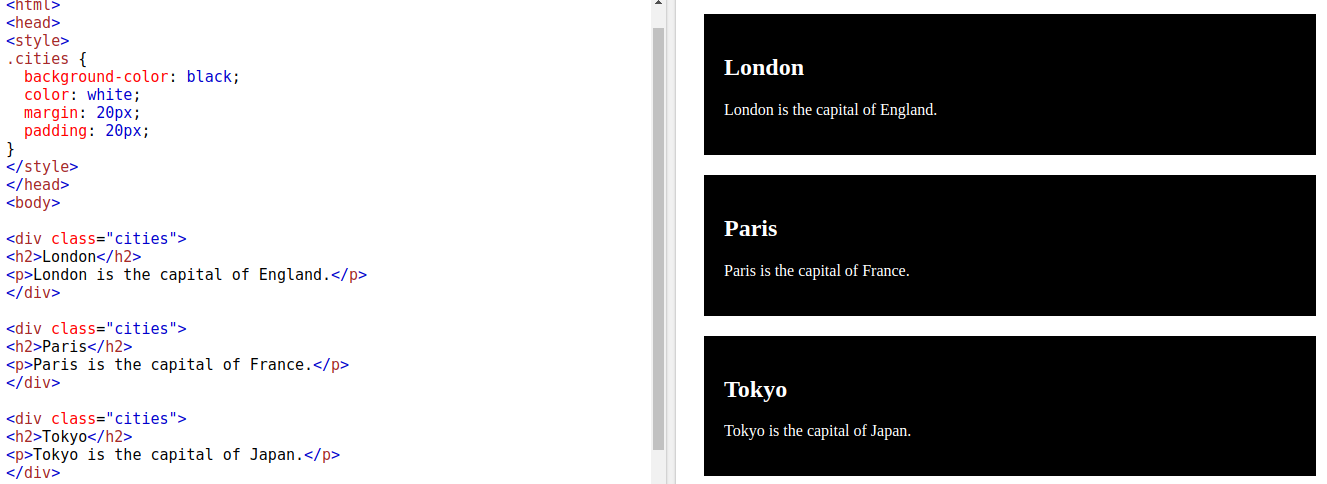 <html>
<head>
<style>
.cities {
  background-color: black;
  color: white;
  margin: 20px;
  padding: 20px;
}
</style>
</head>
<body>

<div class="cities">
<h2>London</h2>
<p>London is the capital of England.</p>
</div>

<div class="cities">
<h2>Paris</h2>
<p>Paris is the capital of France.</p>
</div>

<div class="cities">
<h2>Tokyo</h2>
<p>Tokyo is the capital of Japan.</p>
</div>

London
London is the capital of England.
Paris
Paris is the capital of France.
Tokyo
Tokyo is the capital of Japan.